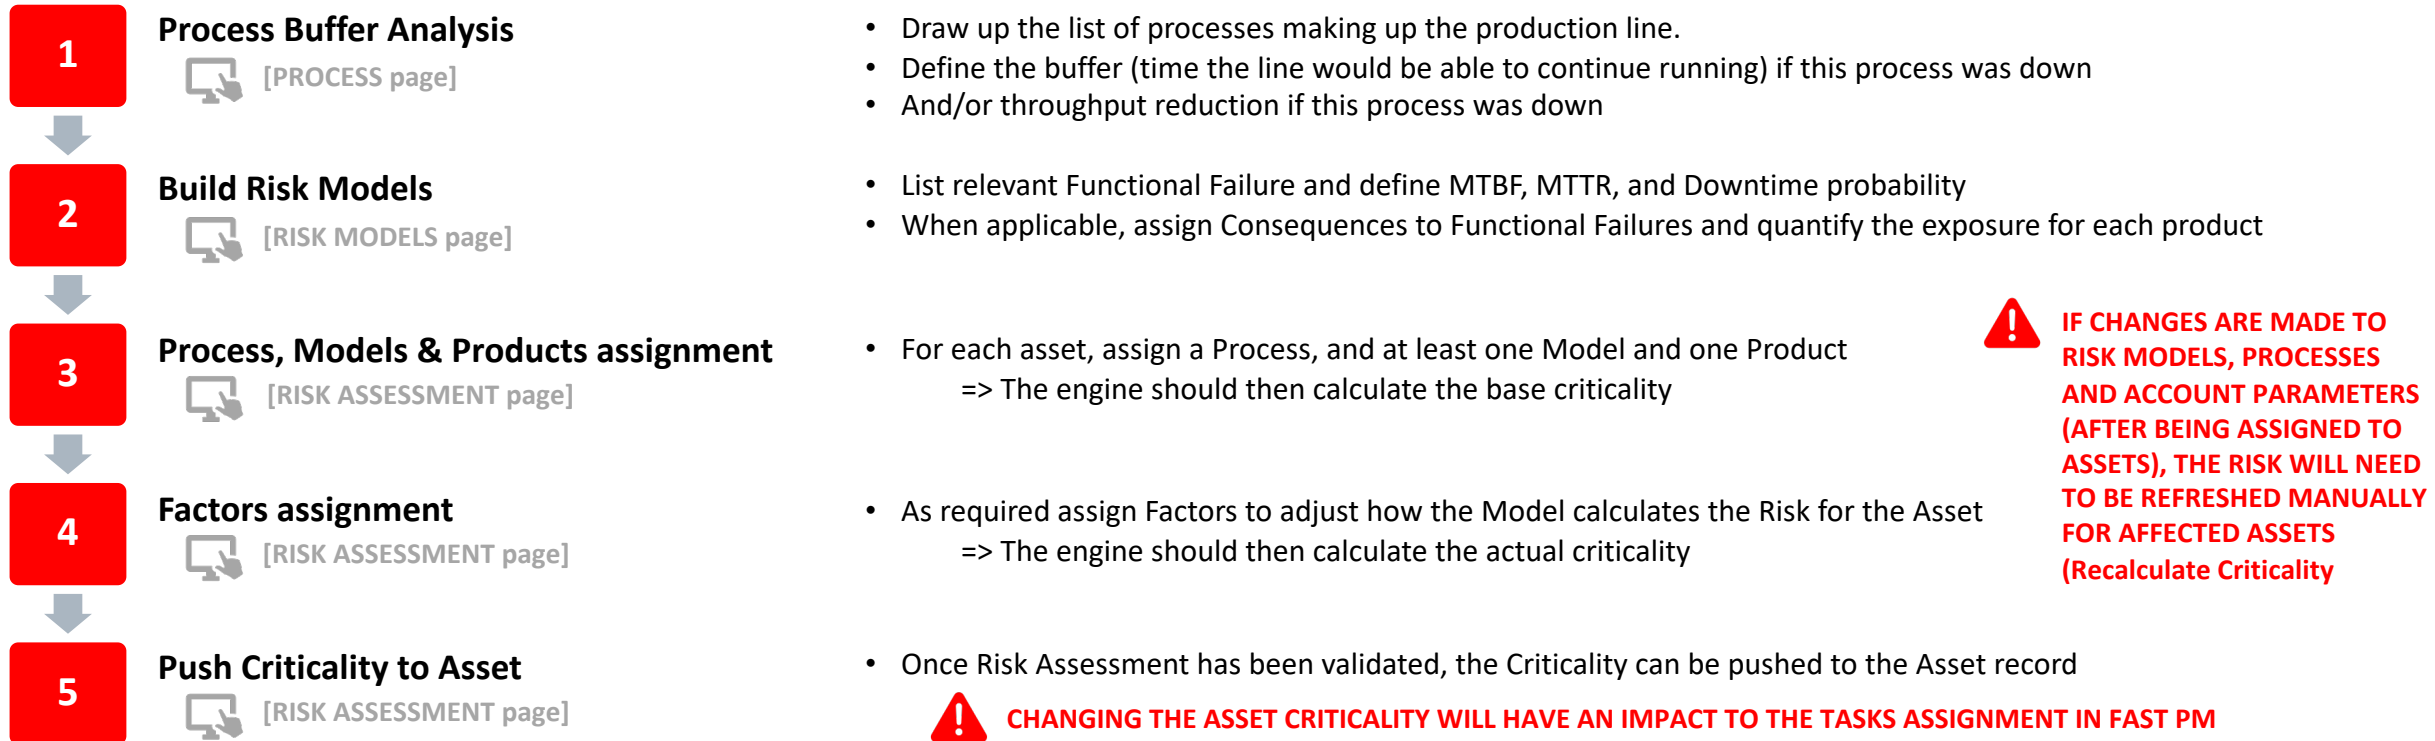 1
Process Buffer Analysis
[PROCESS page]
• Draw up the list of processes making up the production line.
• Define the buffer (time the line would be able to continue running) if this process was down
• And/or throughput reduction if this process was down
2
Build Risk Models
[RISK MODELS page]
• List relevant Functional Failure and define MTBF, MTTR, and Downtime probability
• When applicable, assign Consequences to Functional Failures and quantify the exposure for each product
3
Process, Models & Products assignment
[RISK ASSESSMENT page]
• For each asset, assign a Process, and at least one Model and one Product
=> The engine should then calculate the base criticality
IF CHANGES ARE MADE TO
RISK MODELS, PROCESSES
AND ACCOUNT PARAMETERS
(AFTER BEING ASSIGNED TO
ASSETS), THE RISK WILL NEED
TO BE REFRESHED MANUALLY
FOR AFFECTED ASSETS
(Recalculate Criticality
4
Factors assignment
[RISK ASSESSMENT page]
• As required assign Factors to adjust how the Model calculates the Risk for the Asset
=> The engine should then calculate the actual criticality
5
Push Criticality to Asset
[RISK ASSESSMENT page]
• Once Risk Assessment has been validated, the Criticality can be pushed to the Asset record
CHANGING THE ASSET CRITICALITY WILL HAVE AN IMPACT TO THE TASKS ASSIGNMENT IN FAST PM